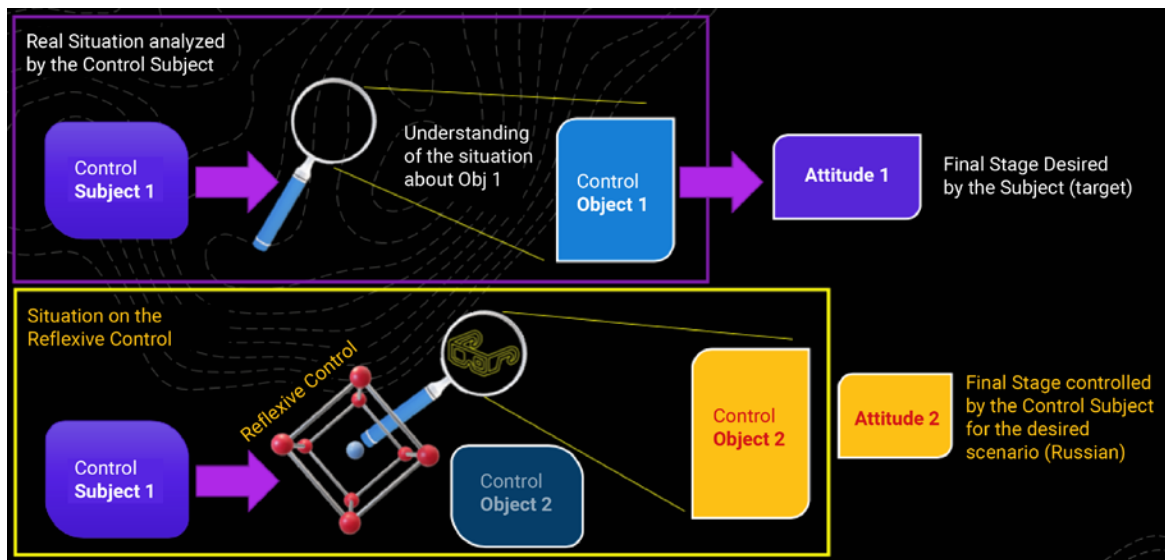 Real Situation analyzed
by the Control Subject
Control
Subject 1
Understanding
of the situation
about Obj 1
Control
Object 1
Attitude 1
Final Stage Desired
by the Subject (target)
Situation on the
Reflexive Control
Reflexive Control
Control
Subject 1
Control
Object 2
Control
Object 2
Attitude 2
Final Stage controlled
by the Control Subject
for the desired
scenario (Russian)